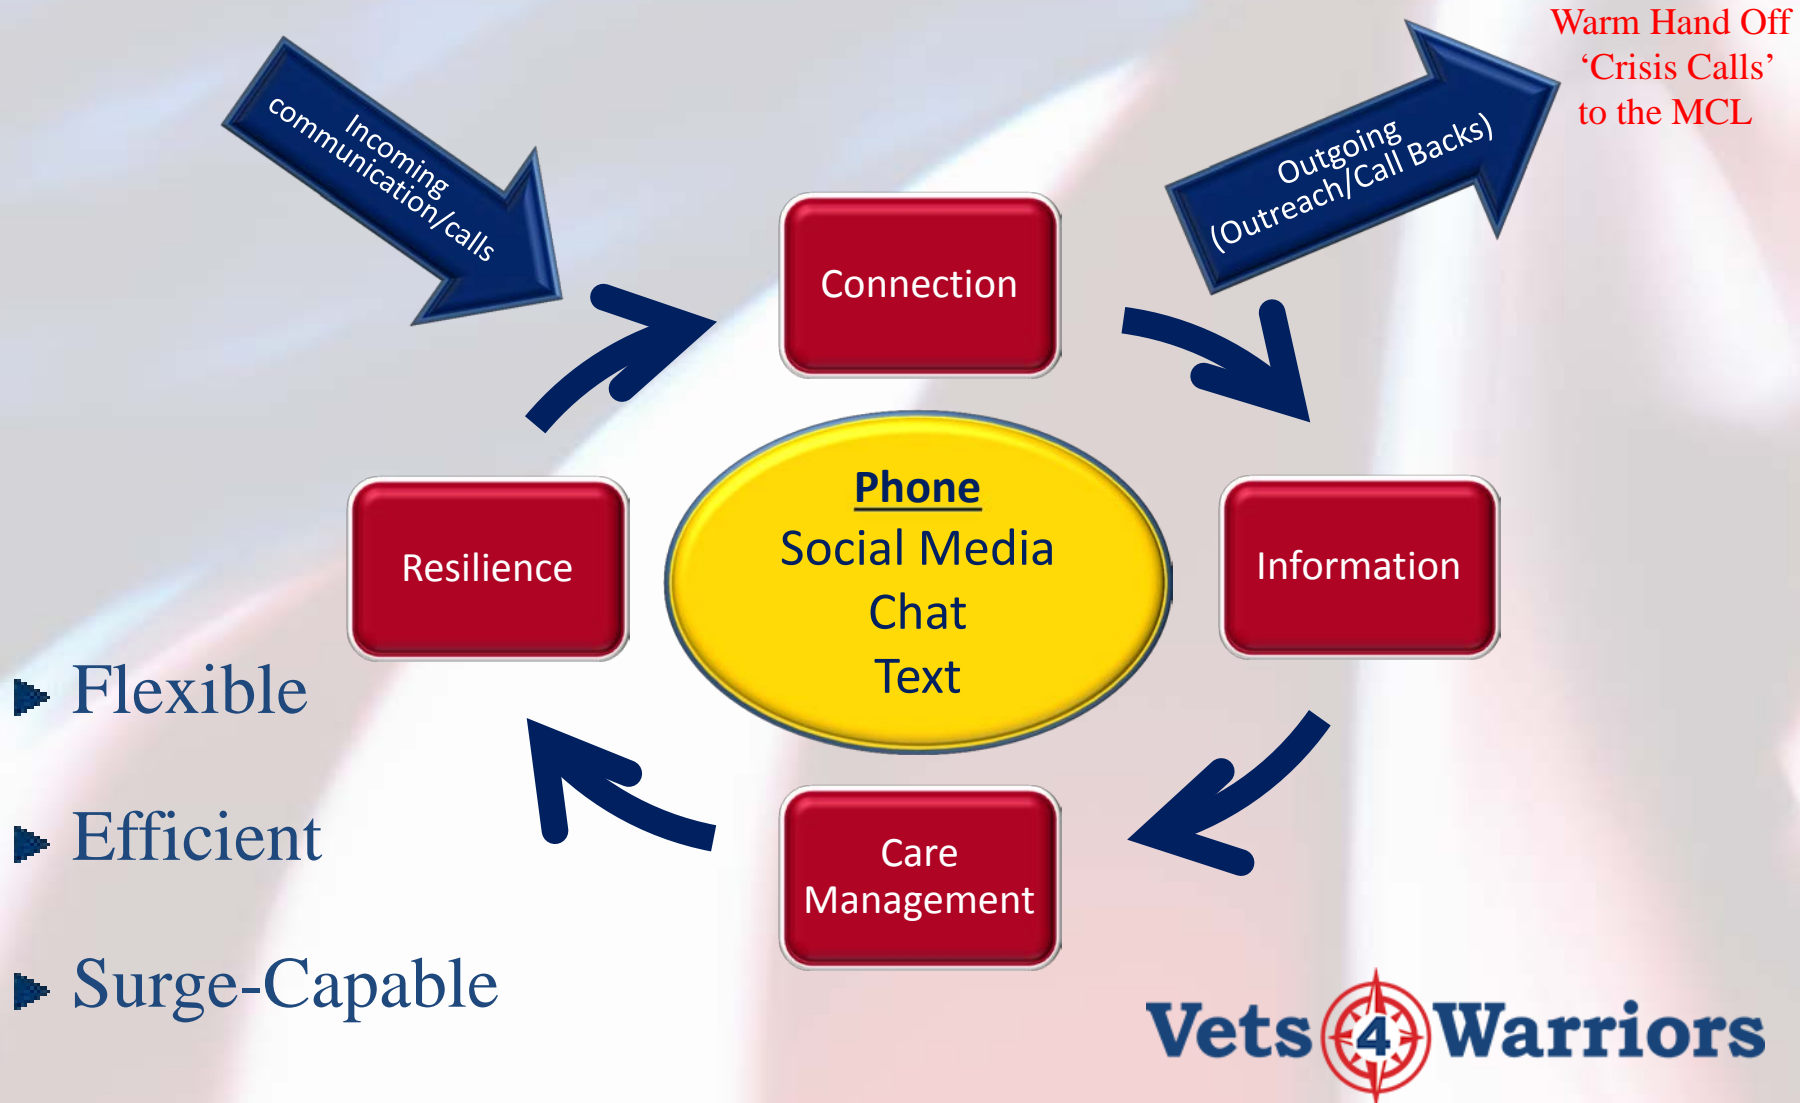 Warm Hand Off
‘Crisis Calls’
to the MCL
Incoming
communication/calls
Outgoing
(Outreach/Call Backs)
Connection
Phone
Social Media
Chat
Text
Resilience
Information
Care
Management
Flexible
Efficient
Surge-Capable
Vets 4 Warriors